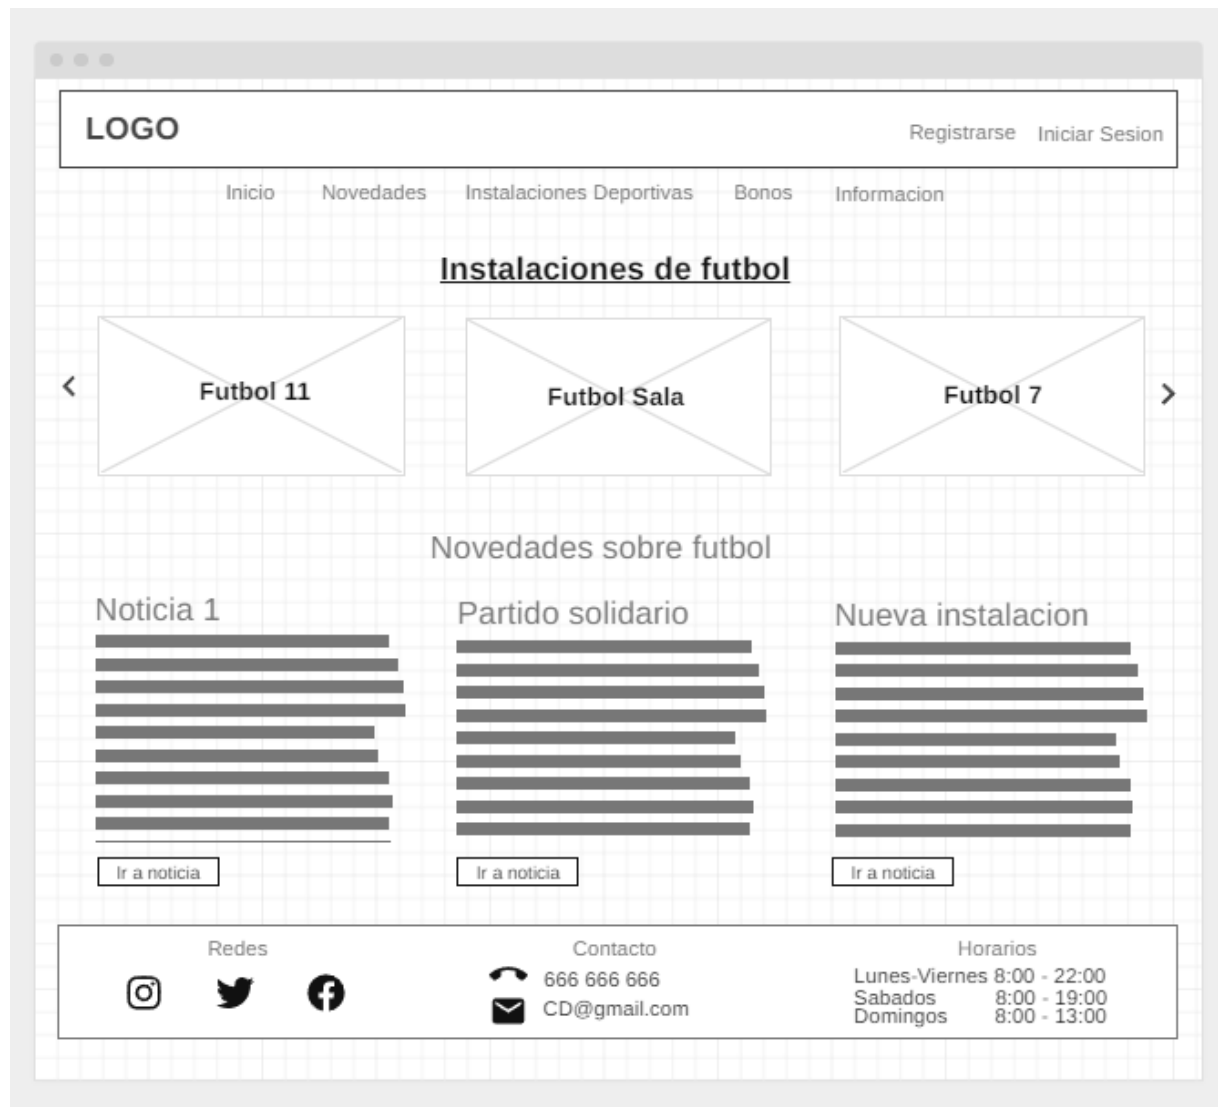 LOGO
Registrarse Iniciar Sesion
Inicio Novedades Instalaciones Deportivas Bonos Informacion
Instalaciones de futbol
Futbol 11
Futbol Sala
Futbol 7
Novedades sobre futbol
Noticia 1
Partido solidario
Nueva instalacion
Ir a noticia
Ir a noticia
Ir a noticia
Redes
Contacto
666 666 666
CD@gmail.com
Horarios
Lunes-Viernes 8:00 - 22:00
Sabados 8:00 - 19:00
Domingos 8:00 - 13:00